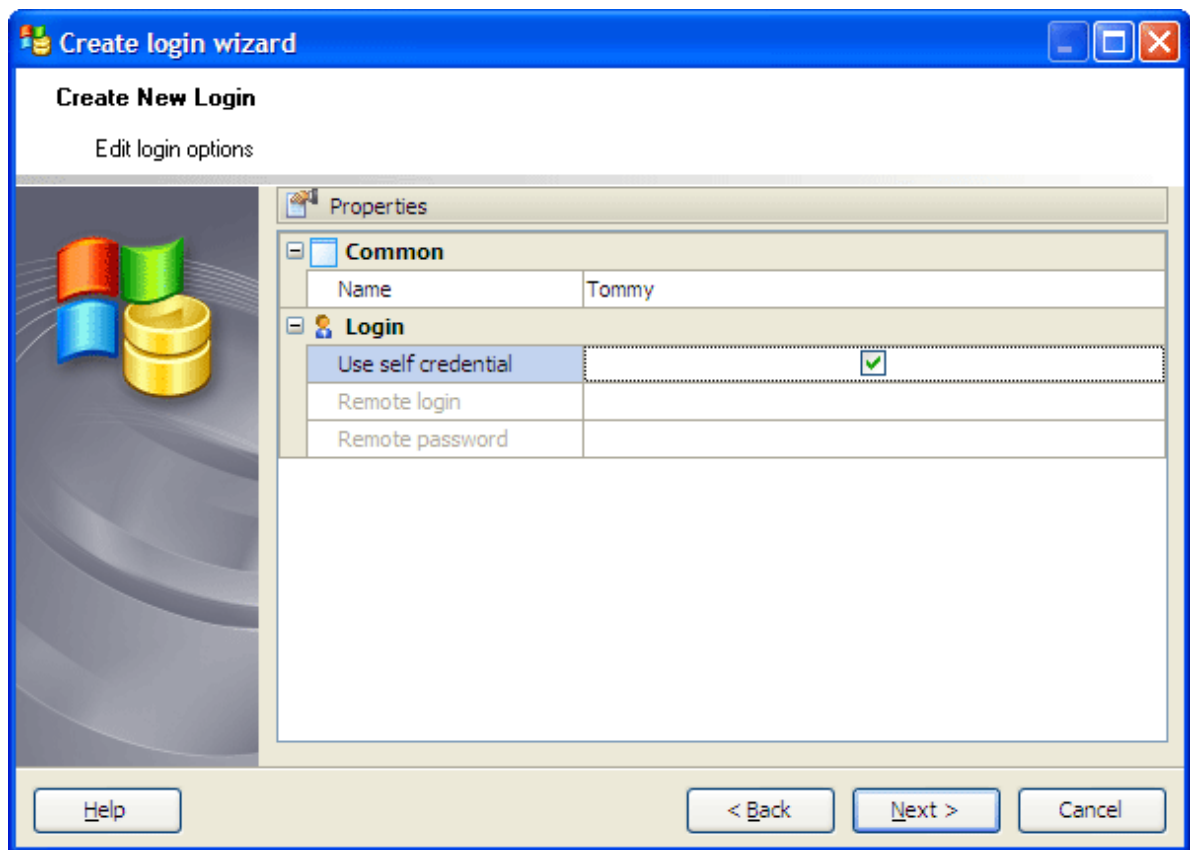 Create login wizard
Create New Login
Edit login options
Properties
Common
Name Tommy
Login
Use self credential
Remote login
Remote password
Help < Back Next > Cancel